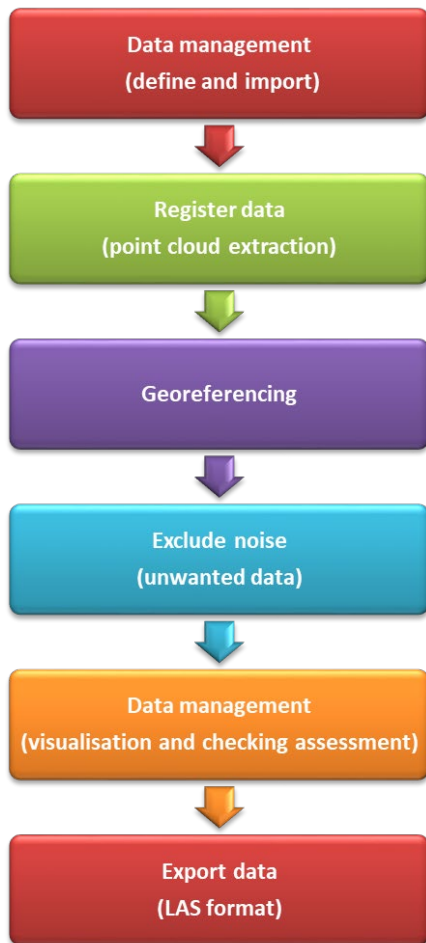 Data management
(define and import)
Register data
(point cloud extraction)
Georeferencing
Exclude noise
(unwanted data)
Data management
(visualisation and checking assessment)
Export data
(LAS format)